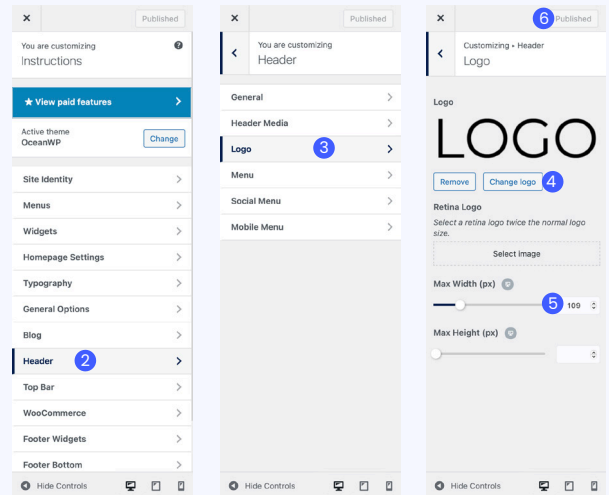 Published
You are customizing
Instructions
View paid features
Active theme
OceanWP
Change
Site Identity
Menus
Widgets
Homepage Settings
Typography
General Options
Blog
Header 2
Top Bar
WooCommerce
Footer Widgets
Footer Bottom
Hide Controls
Published
You are customizing
Header
General
Header Media
Logo 3
Menu
Social Menu
Mobile Menu
Hide Controls
6 Published
Customizing ▸ Header
Logo
Logo
LOGO
Remove Change logo 4
Retina Logo
Select a retina logo twice the normal logo
size.
Select image
Max Width (px)
5 109
Max Height (px)
Hide Controls